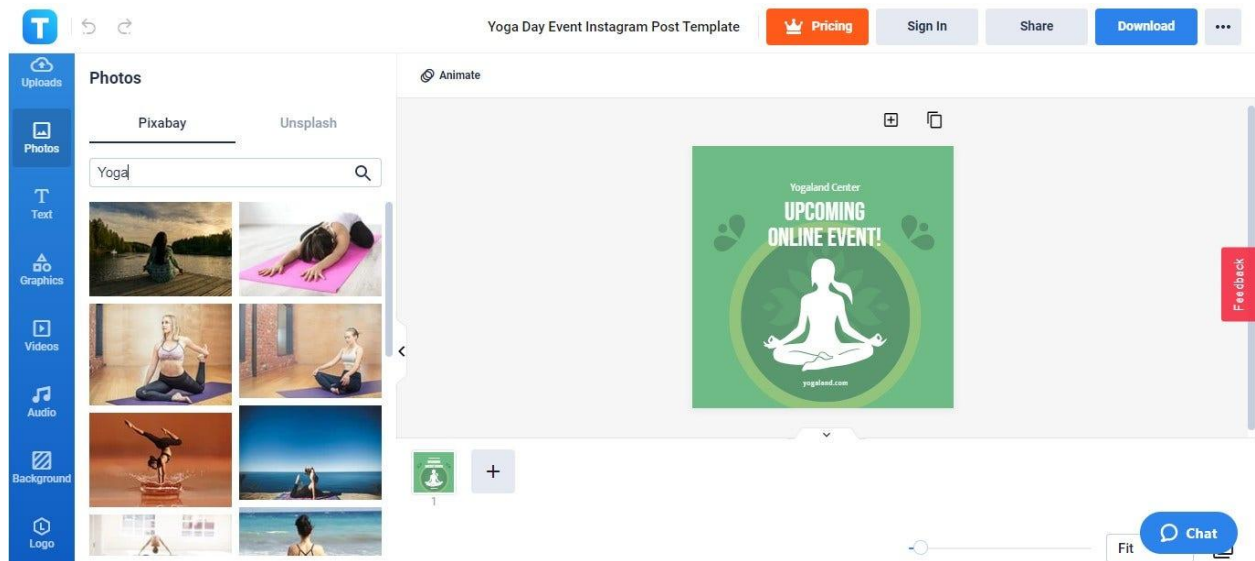 T
Yoga Day Event Instagram Post Template
Pricing
Sign In
Share
Download
Uploads
Photos
Text
Graphics
Videos
Audio
Background
Logo
Photos
Pixabay
Unsplash
Yoga
Animate
Yogaland Center
UPCOMING
ONLINE EVENT!
yogaland.com
1
Feedback
Fit
Chat